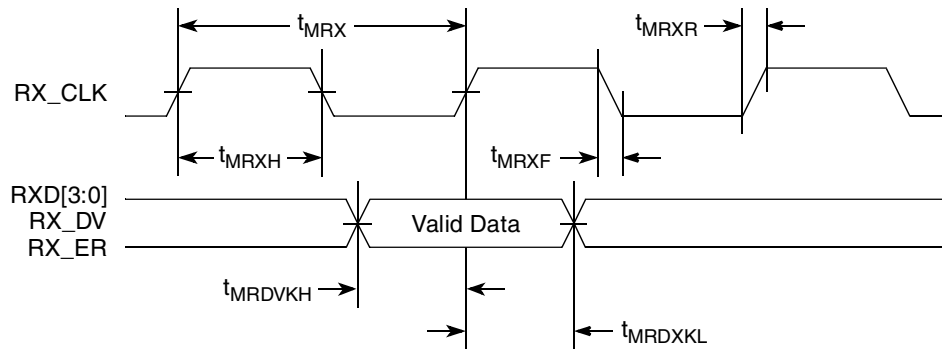 tMRX
tMRXR
RX_CLK
tMRXH
tMRXF
RXD[3:0]
RX_DV
Valid Data
RX_ER
tMRDVKH
tMRDXKL